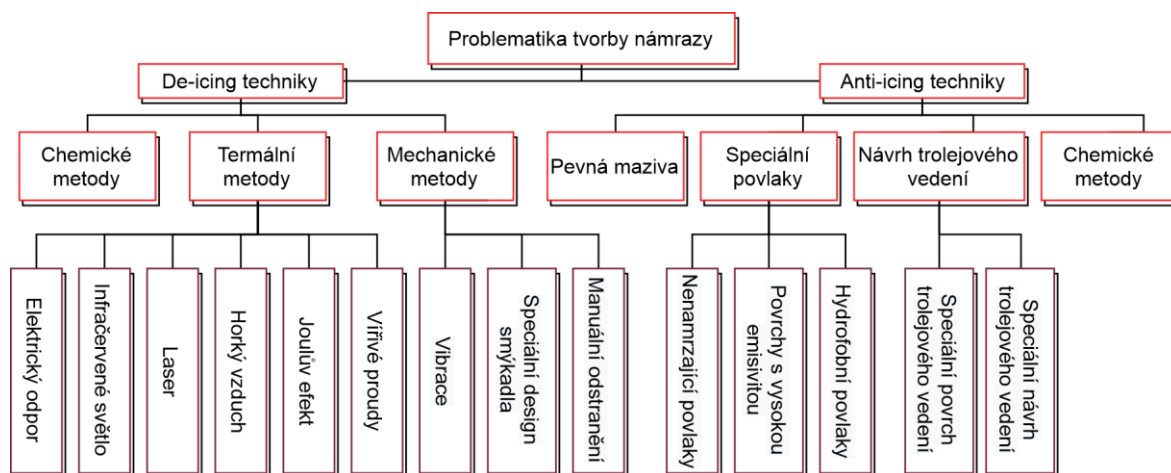 Problematika tvorby námrazy
De-icing techniky
Anti-icing techniky
Chemické
metody
Termální
metody
Mechanické
metody
Pevná maziva
Speciální
povlaky
Návrh trolejového
vedení
Chemické
metody
Elektrický odpor
Infračervené světlo
Laser
Horký vzduch
Joulův efekt
Vířivé proudy
Vibrace
Speciální design
smýkadla
Manuální odstranění
Nenamrzající povlaky
Povrchy s vysokou
emisivitou
Hydrofobní povlaky
Speciální povrch
trolejového vedení
Speciální návrh
trolejového vedení